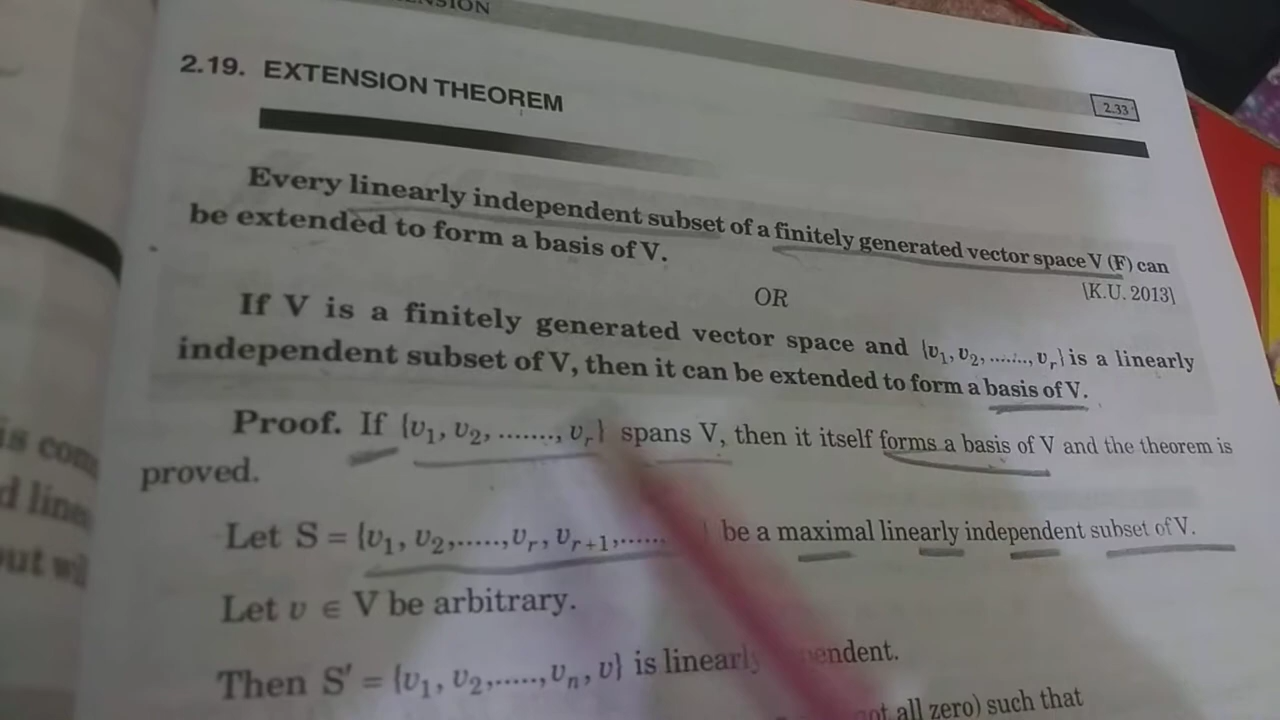 2.19. EXTENSION THEOREM
2.33
Every linearly independent subset of a finitely generated vector space V (F) can
be extended to form a basis of V.
[K.U. 2013]
OR
If V is a finitely generated vector space and {v₁, v₂, ......., vᵣ} is a linearly
independent subset of V, then it can be extended to form a basis of V.
Proof. If {v₁, v₂, ......., vᵣ} spans V, then it itself forms a basis of V and the theorem is
proved.
Let S = {v₁, v₂,....., vᵣ, vᵣ₊₁,...... be a maximal linearly independent subset of V.
Let v ∈ V be arbitrary.
Then S′ = {v₁, v₂,....., vₙ, v} is
all zero) such that